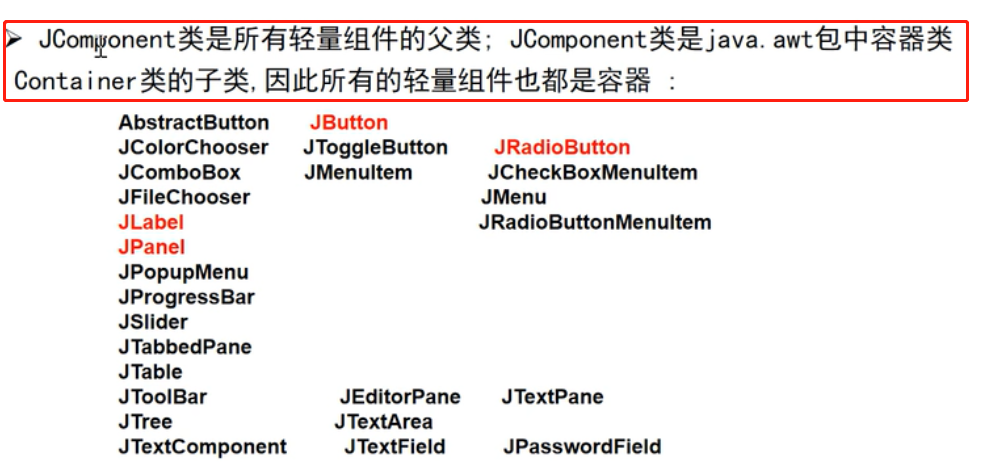 ➢ JComponent类是所有轻量组件的父类; JComponent类是java.awt包中容器类
Container类的子类,因此所有的轻量组件也都是容器 :
AbstractButton JButton
JColorChooser JToggleButton JRadioButton
JComboBox JMenuItem JCheckBoxMenuItem
JFileChooser JMenu
JLabel JRadioButtonMenuItem
JPanel
JPopupMenu
JProgressBar
JSlider
JTabbedPane
JTable
JToolBar JEditorPane JTextPane
JTree JTextArea
JTextComponent JTextField JPasswordField